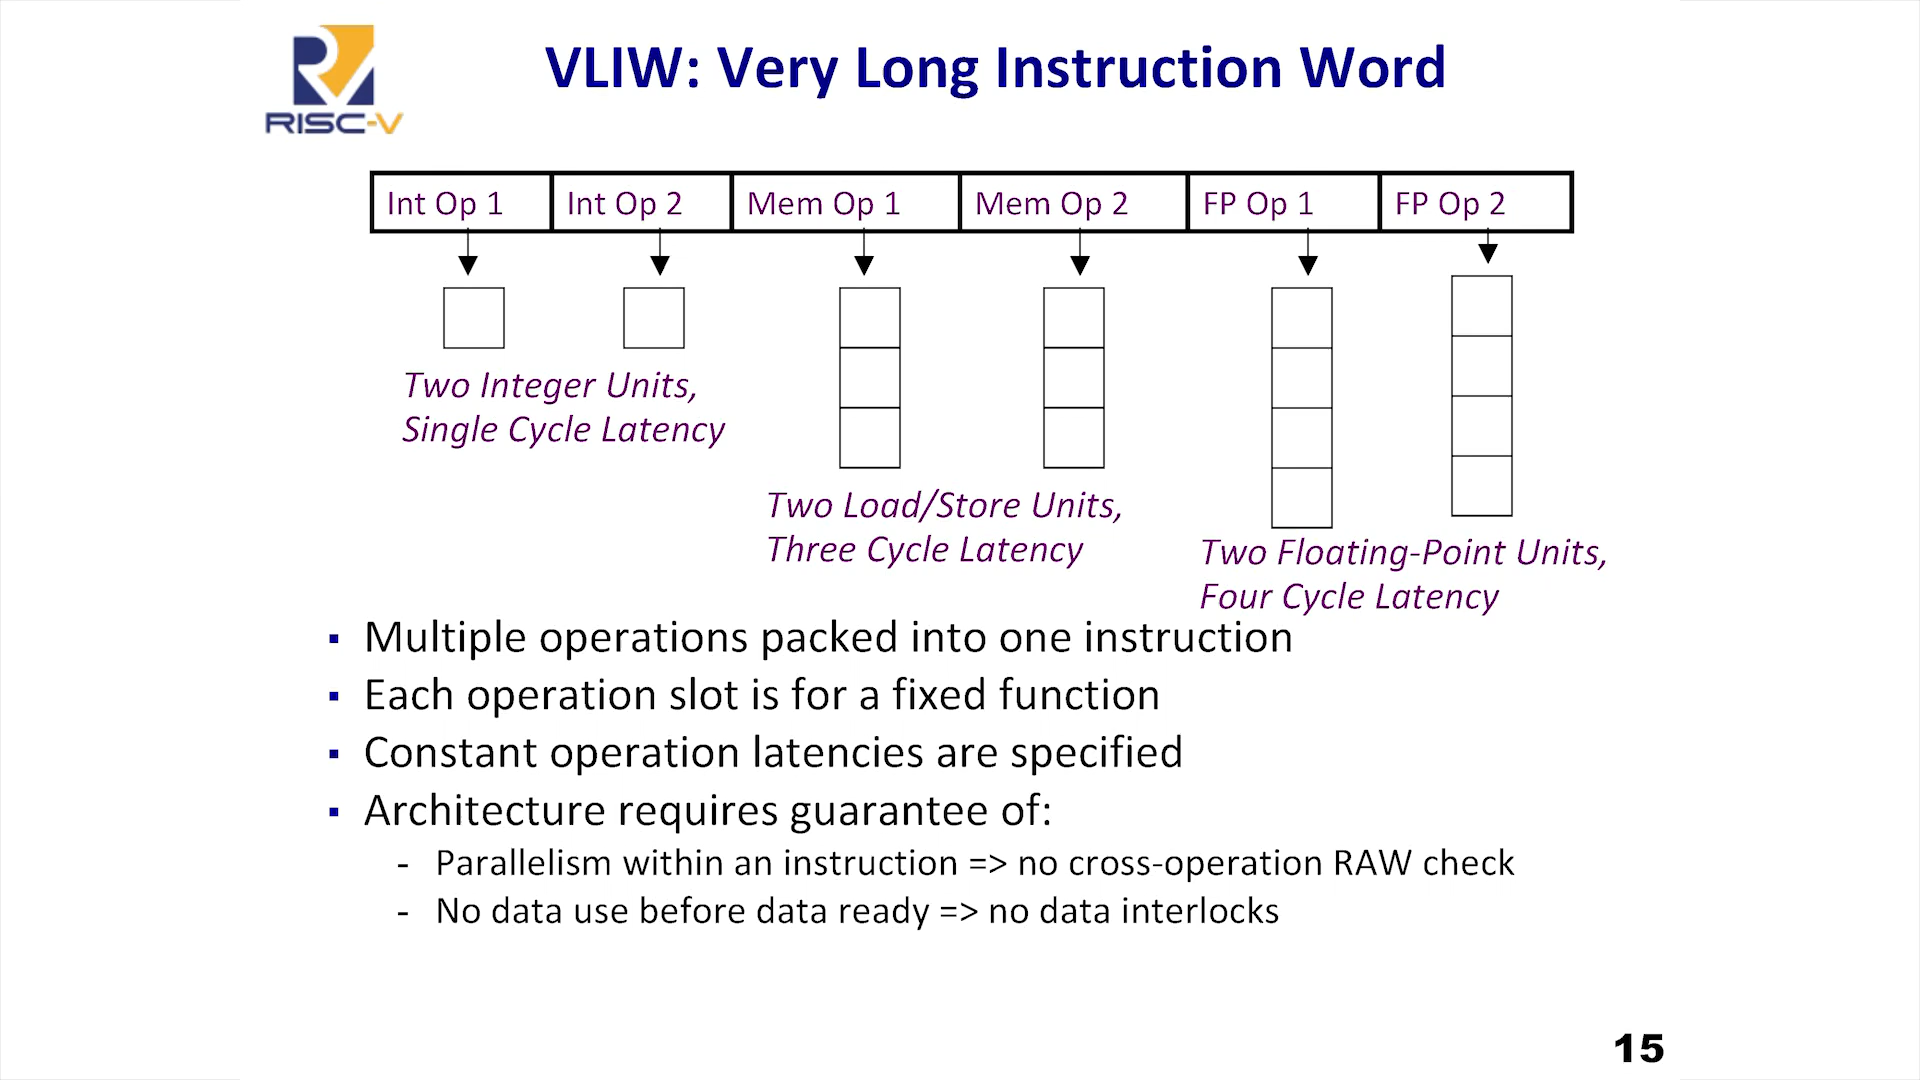 RISC-V
VLIW: Very Long Instruction Word
Int Op 1 Int Op 2 Mem Op 1 Mem Op 2 FP Op 1 FP Op 2
Two Integer Units,
Single Cycle Latency
Two Load/Store Units,
Three Cycle Latency
Two Floating-Point Units,
Four Cycle Latency
▪ Multiple operations packed into one instruction
▪ Each operation slot is for a fixed function
▪ Constant operation latencies are specified
▪ Architecture requires guarantee of:
- Parallelism within an instruction => no cross-operation RAW check
- No data use before data ready => no data interlocks
15